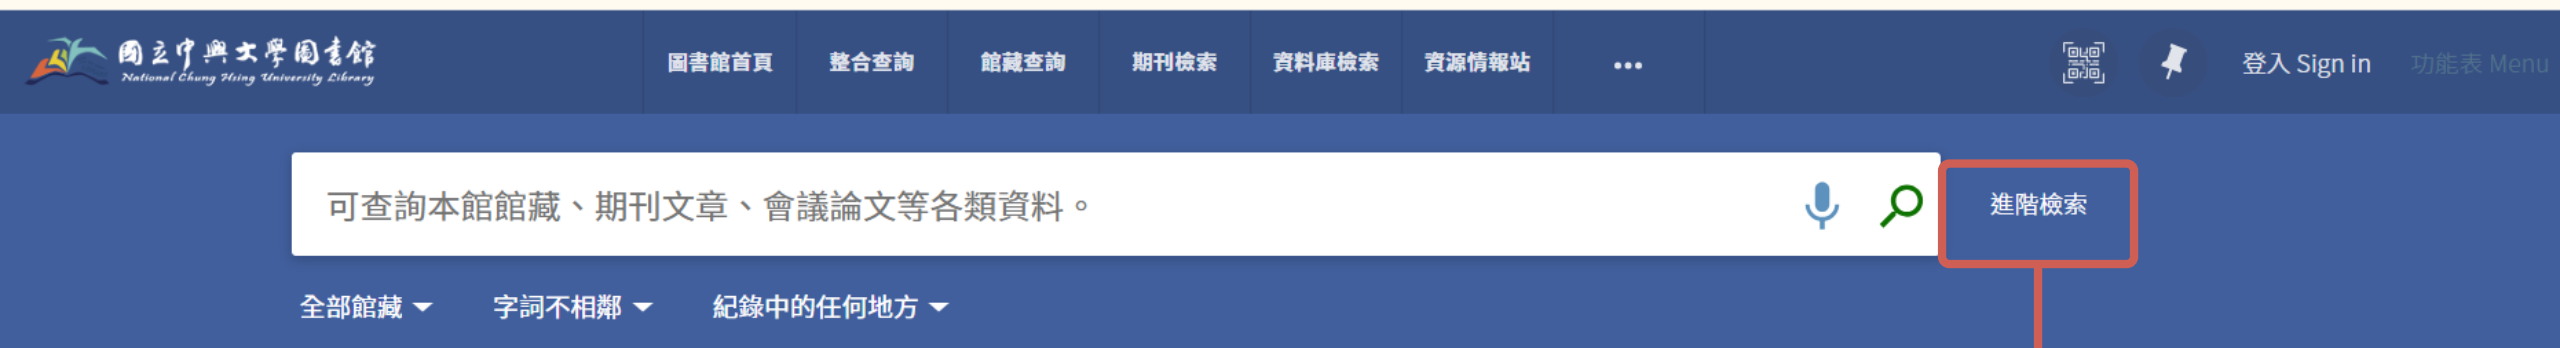 國立中興大學圖書館
National Chung Hsing University Library
圖書館首頁 整合查詢 館藏查詢 期刊檢索 資料庫檢索 資源情報站 •••
登入 Sign in 功能表 Menu
可查詢本館館藏、期刊文章、會議論文等各類資料。
進階檢索
全部館藏 字詞不相鄰 紀錄中的任何地方